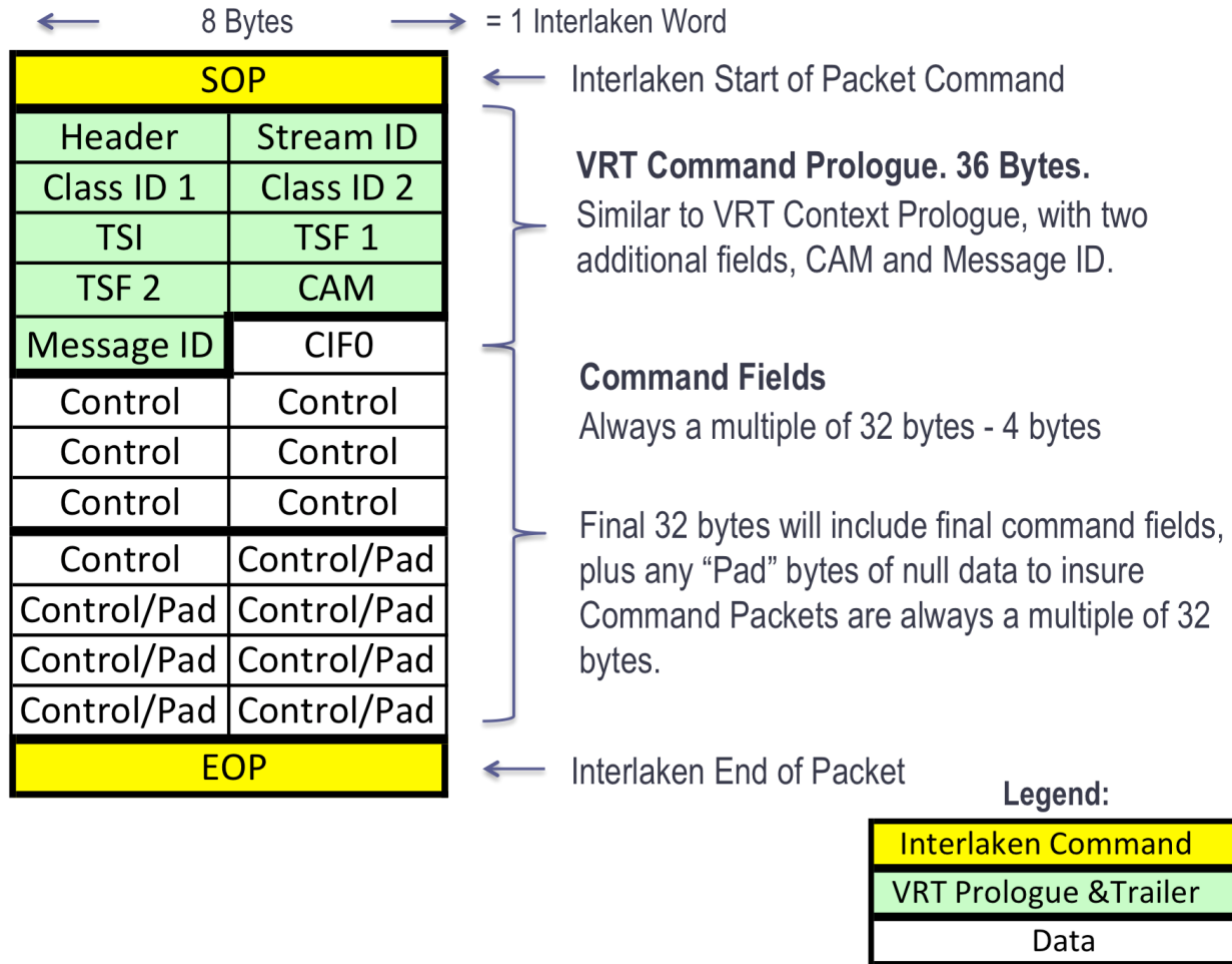 8 Bytes = 1 Interlaken Word
SOP
Interlaken Start of Packet Command
Header Stream ID
Class ID 1 Class ID 2
TSI TSF 1
TSF 2 CAM
Message ID CIF0
VRT Command Prologue. 36 Bytes.
Similar to VRT Context Prologue, with two
additional fields, CAM and Message ID.
Control Control
Control Control
Control Control
Control Control/Pad
Control/Pad Control/Pad
Control/Pad Control/Pad
Control/Pad Control/Pad
Command Fields
Always a multiple of 32 bytes - 4 bytes
Final 32 bytes will include final command fields,
plus any “Pad” bytes of null data to insure
Command Packets are always a multiple of 32
bytes.
EOP
Interlaken End of Packet
Legend:
Interlaken Command
VRT Prologue &Trailer
Data